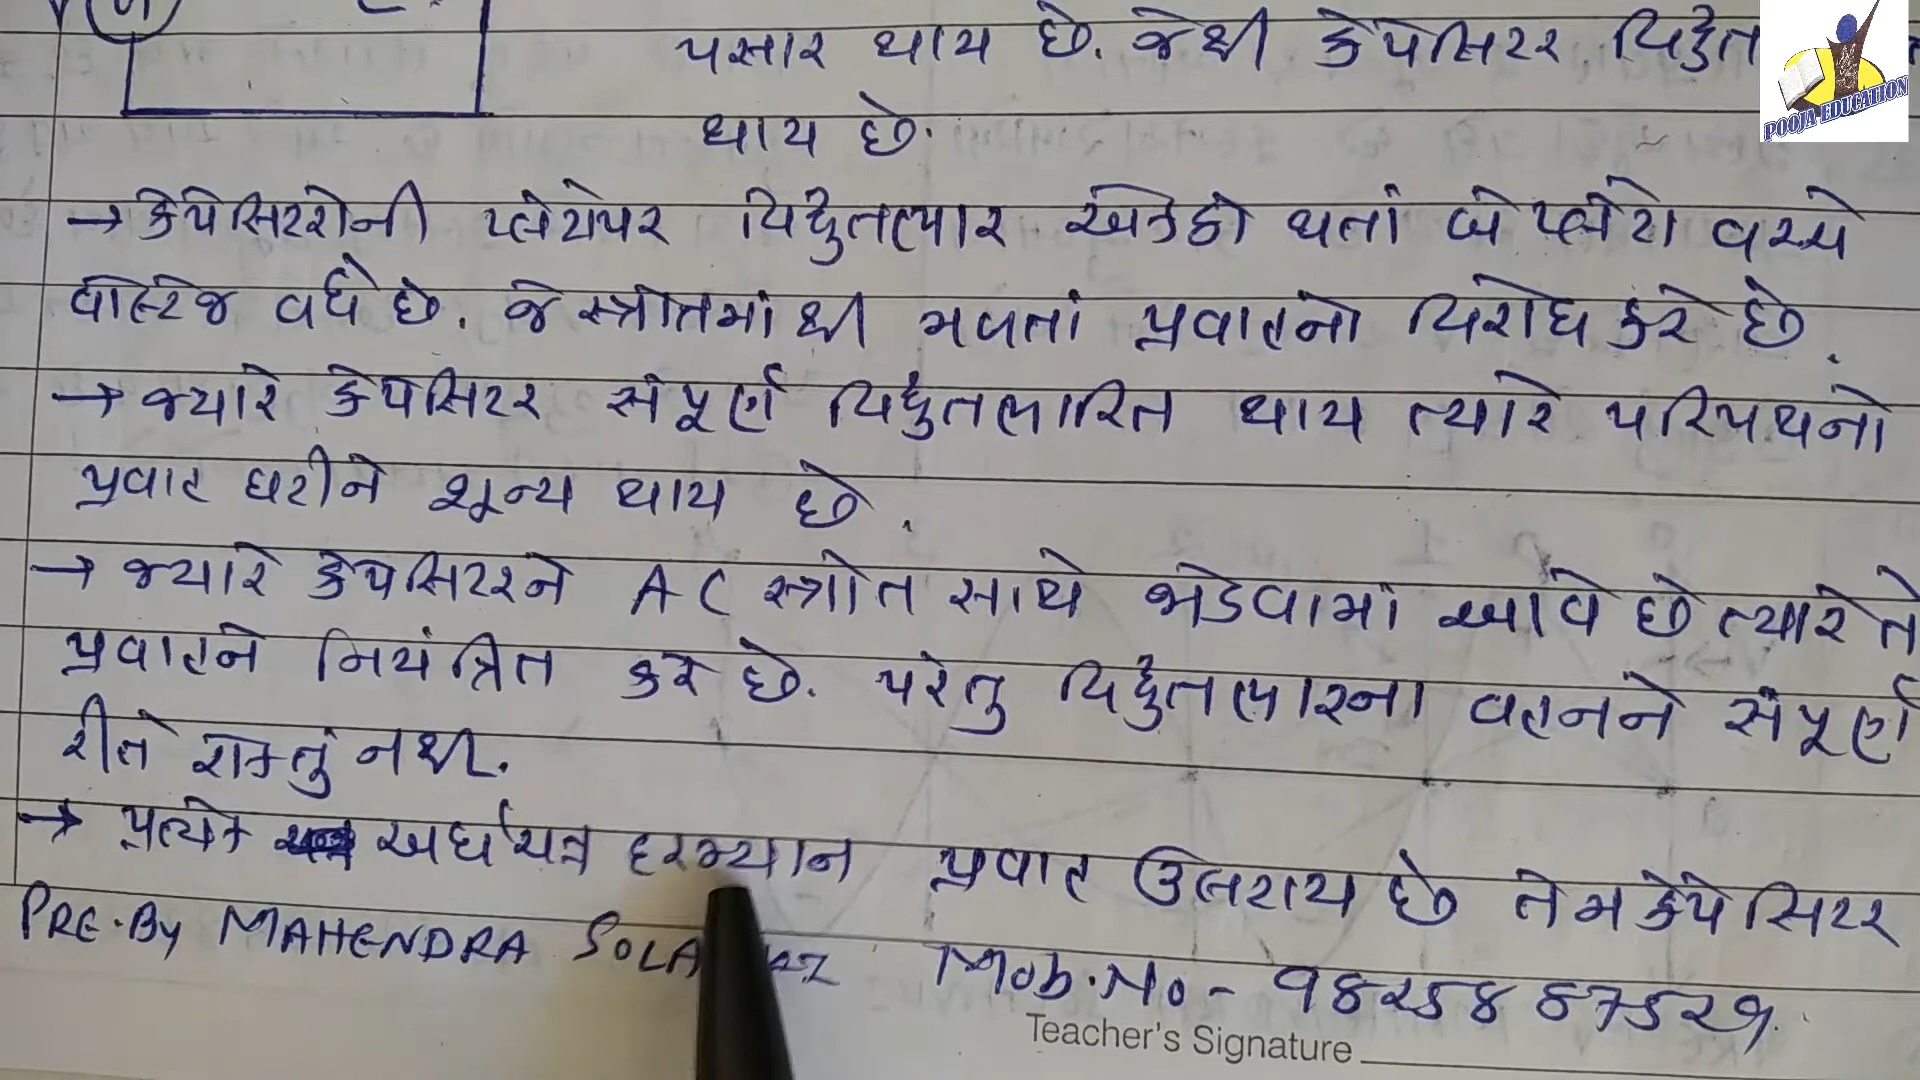 પસાર થાય છે. જેથી કેપેસિટર વિદ્યુત
થાય છે.
POOJA EDUCATION
→ કેપેસિટરોની પ્લેટોપર વિદ્યુતભાર એકઠો થતાં બે પ્લેટો વચ્ચે
વોલ્ટેજ વધે છે. જે સ્ત્રોતમાંથી મળતાં પ્રવાહનો વિરોધ કરે છે.
→ જ્યારે કેપેસિટર સંપૂર્ણ વિદ્યુતભારિત થાય ત્યારે પરિપથનો
પ્રવાહ ઘટીને શૂન્ય થાય છે.
→ જ્યારે કેપેસિટરને AC સ્ત્રોત સાથે જોડવામાં આવે છે ત્યારે તે
પ્રવાહને નિયંત્રિત કરે છે. પરંતુ વિદ્યુતભારના વહનને સંપૂર્ણ
રીતે રોકતું નથી.
→ પ્રત્યેક અર્ધચક્ર દરમ્યાન પ્રવાહ ઉલટાય છે તેમ કેપેસિટર
PRE. By MAHENDRA SOLA Mob. No -
Teacher's Signature